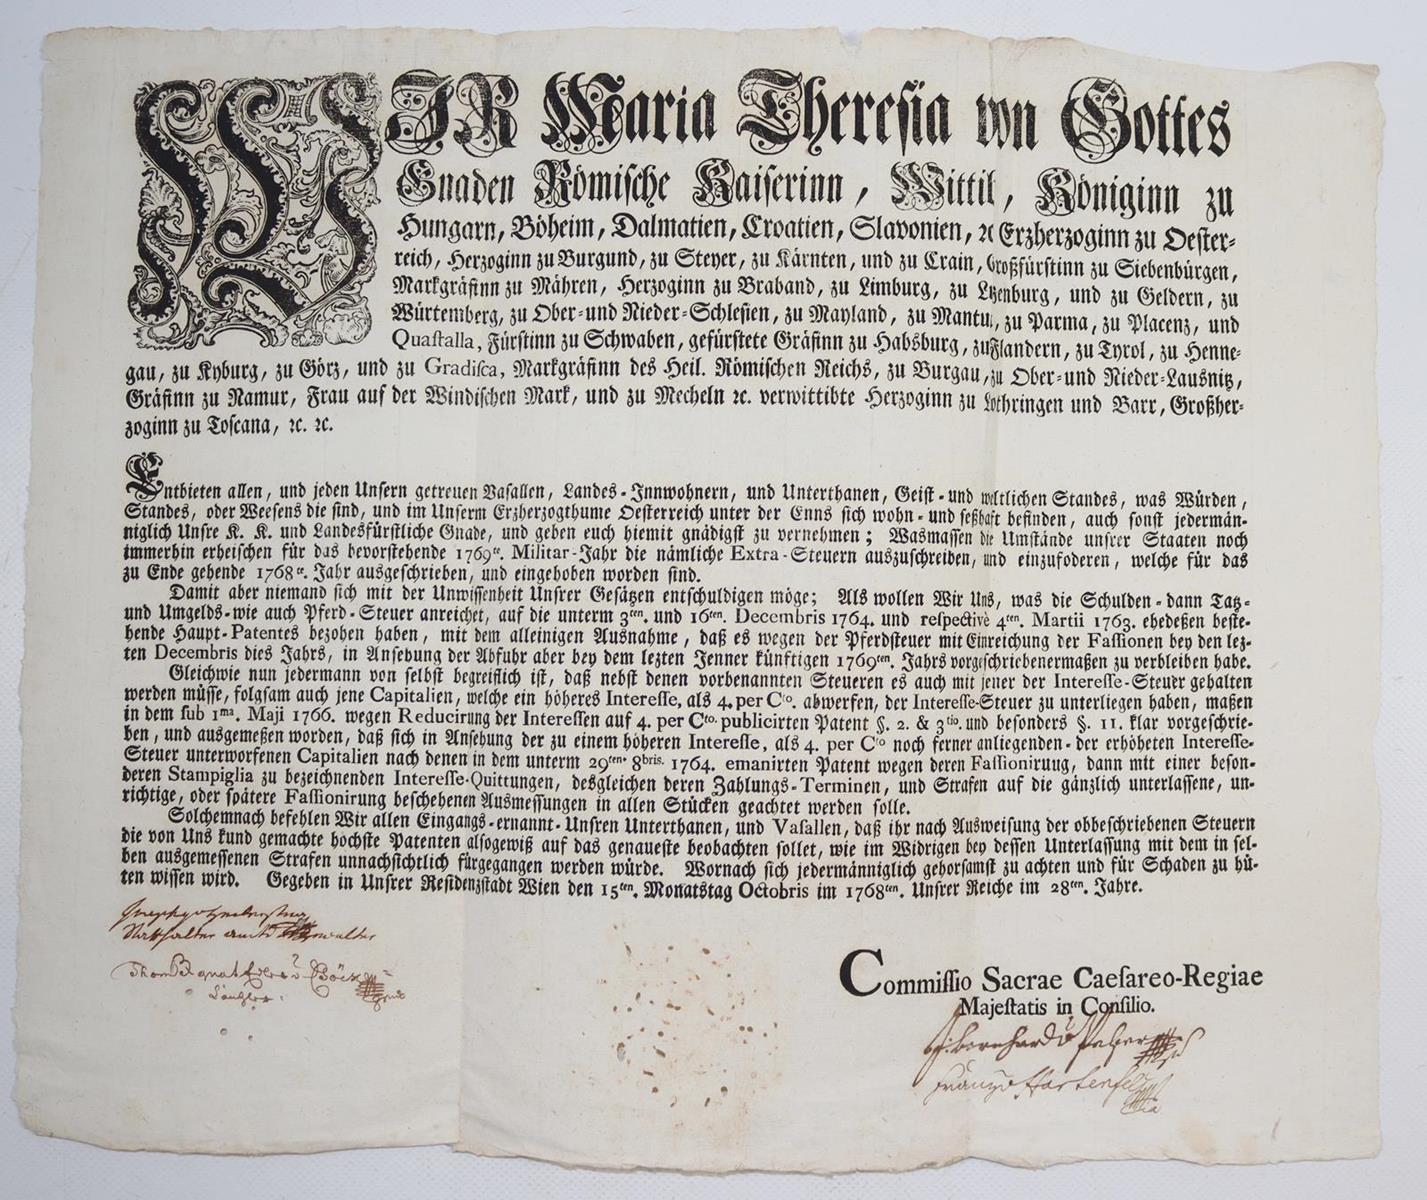 WIR Maria Theresia von Gottes
Gnaden Römische Kaiserinn, Wittib, Königinn zu
Hungarn, Böheim, Dalmatien, Croatien, Slavonien, ꝛc Erzherzoginn zu Oester-
reich, Herzoginn zu Burgund, zu Steyer, zu Kärnten, und zu Crain, Großfürstinn zu Siebenbürgen,
Markgräfinn zu Mähren, Herzoginn zu Braband, zu Limburg, zu Lützenburg, und zu Geldern, zu
Würtemberg, zu Ober- und Nieder-Schlesien, zu Mayland, zu Mantua, zu Parma, zu Placenz, und
Quastalla, Fürstinn zu Schwaben, gefürstete Gräfinn zu Habsburg, zu Flandern, zu Tyrol, zu Henne-
gau, zu Kyburg, zu Görz, und zu Gradisca, Markgräfinn des Heil. Römischen Reichs, zu Burgau, zu Ober- und Nieder-Lausnitz,
Gräfinn zu Namur, Frau auf der Windischen Mark, und zu Mecheln ꝛc. verwittibte Herzoginn zu Lothringen und Barr, Großher-
zoginn zu Toscana, ꝛc. ꝛc.
Entbieten allen, und jeden Unsern getreuen Vasallen, Landes-Innwohnern, und Unterthanen, Geist- und weltlichen Standes, was Würden,
Standes, oder Weesens die sind, und im Unserm Erzherzogthume Oesterreich unter der Enns sich wohn- und seßhaft befinden, auch sonst jedermän-
niglich Unsre K. K. und Landesfürstliche Gnade, und geben euch hiemit gnädigst zu vernehmen; Wasmassen die Umstände unsrer Staaten noch
immerhin erheischen für das bevorstehende 1769te. Militar-Jahr die nämliche Extra-Steuern auszuschreiben, und einzufoderen, welche für das
zu Ende gehende 1768te. Jahr ausgeschrieben, und eingehoben worden sind.
Damit aber niemand sich mit der Unwissenheit Unsrer Gesätzen entschuldigen möge; Als wollen Wir Uns, was die Schulden- dann Tatz-
und Umgelds- wie auch Pferd-Steuer anreichet, auf die unterm 3ten. und 16ten. Decembris 1764. und respectivè 4ten. Martii 1763. ehedeßen beste-
hende Haupt-Patentes bezohen haben, mit dem alleinigen Ausnahme, daß es wegen der Pferdsteuer mit Einreichung der Fassionen bey den lez-
ten Decembris dies Jahrs, in Ansehung der Abfuhr aber bey dem lezten Jenner künftigen 1769ten. Jahrs vorgeschriebenermaßen zu verbleiben habe.
Gleichwie nun jedermann von selbst begreiflich ist, daß nebst denen vorbenannten Steueren es auch mit jener der Interesse-Steuer gehalten
werden müsse, folgsam auch jene Capitalien, welche ein höheres Interesse, als 4. per Cto. abwerfen, der Interesse-Steuer zu unterliegen haben, maßen
in dem sub 1ma. Maji 1766. wegen Reducirung der Interessen auf 4. per Cto. publicirten Patent §. 2. & 3tio. und besonders §. 11. klar vorgeschrie-
ben, und ausgemeßen worden, daß sich in Ansehung der zu einem höheren Interesse, als 4. per Cto noch ferner anliegenden- der erhöheten Interesse-
Steuer unterworfenen Capitalien nach denen in dem unterm 29ten. 8bris. 1764. emanirten Patent wegen deren Fassionirung, dann mit einer beson-
deren Stampiglia zu bezeichnenden Interesse-Quittungen, desgleichen deren Zahlungs-Terminen, und Strafen auf die gänzlich unterlassene, un-
richtige, oder spätere Fassionirung beschehenen Ausmessungen in allen Stücken geachtet werden solle.
Solchemnach befehlen Wir allen Eingangs-ernannt-Unsren Unterthanen, und Vasallen, daß ihr nach Ausweisung der obbeschriebenen Steuern
die von Uns kund gemachte höchste Patenten alsogewiß auf das genaueste beobachten sollet, wie im Widrigen bey dessen Unterlassung mit dem in sel-
ben ausgemessenen Strafen unnachsichtlich fürgegangen werden würde. Wornach sich jedermänniglich gehorsamst zu achten und für Schaden zu hü-
ten wissen wird. Gegeben in Unsrer Residenzstadt Wien den 15ten. Monatstag Octobris im 1768ten. Unsrer Reiche im 28ten. Jahre.
Statthalter
Commissio Sacrae Caesareo-Regiae
Majestatis in Consilio.